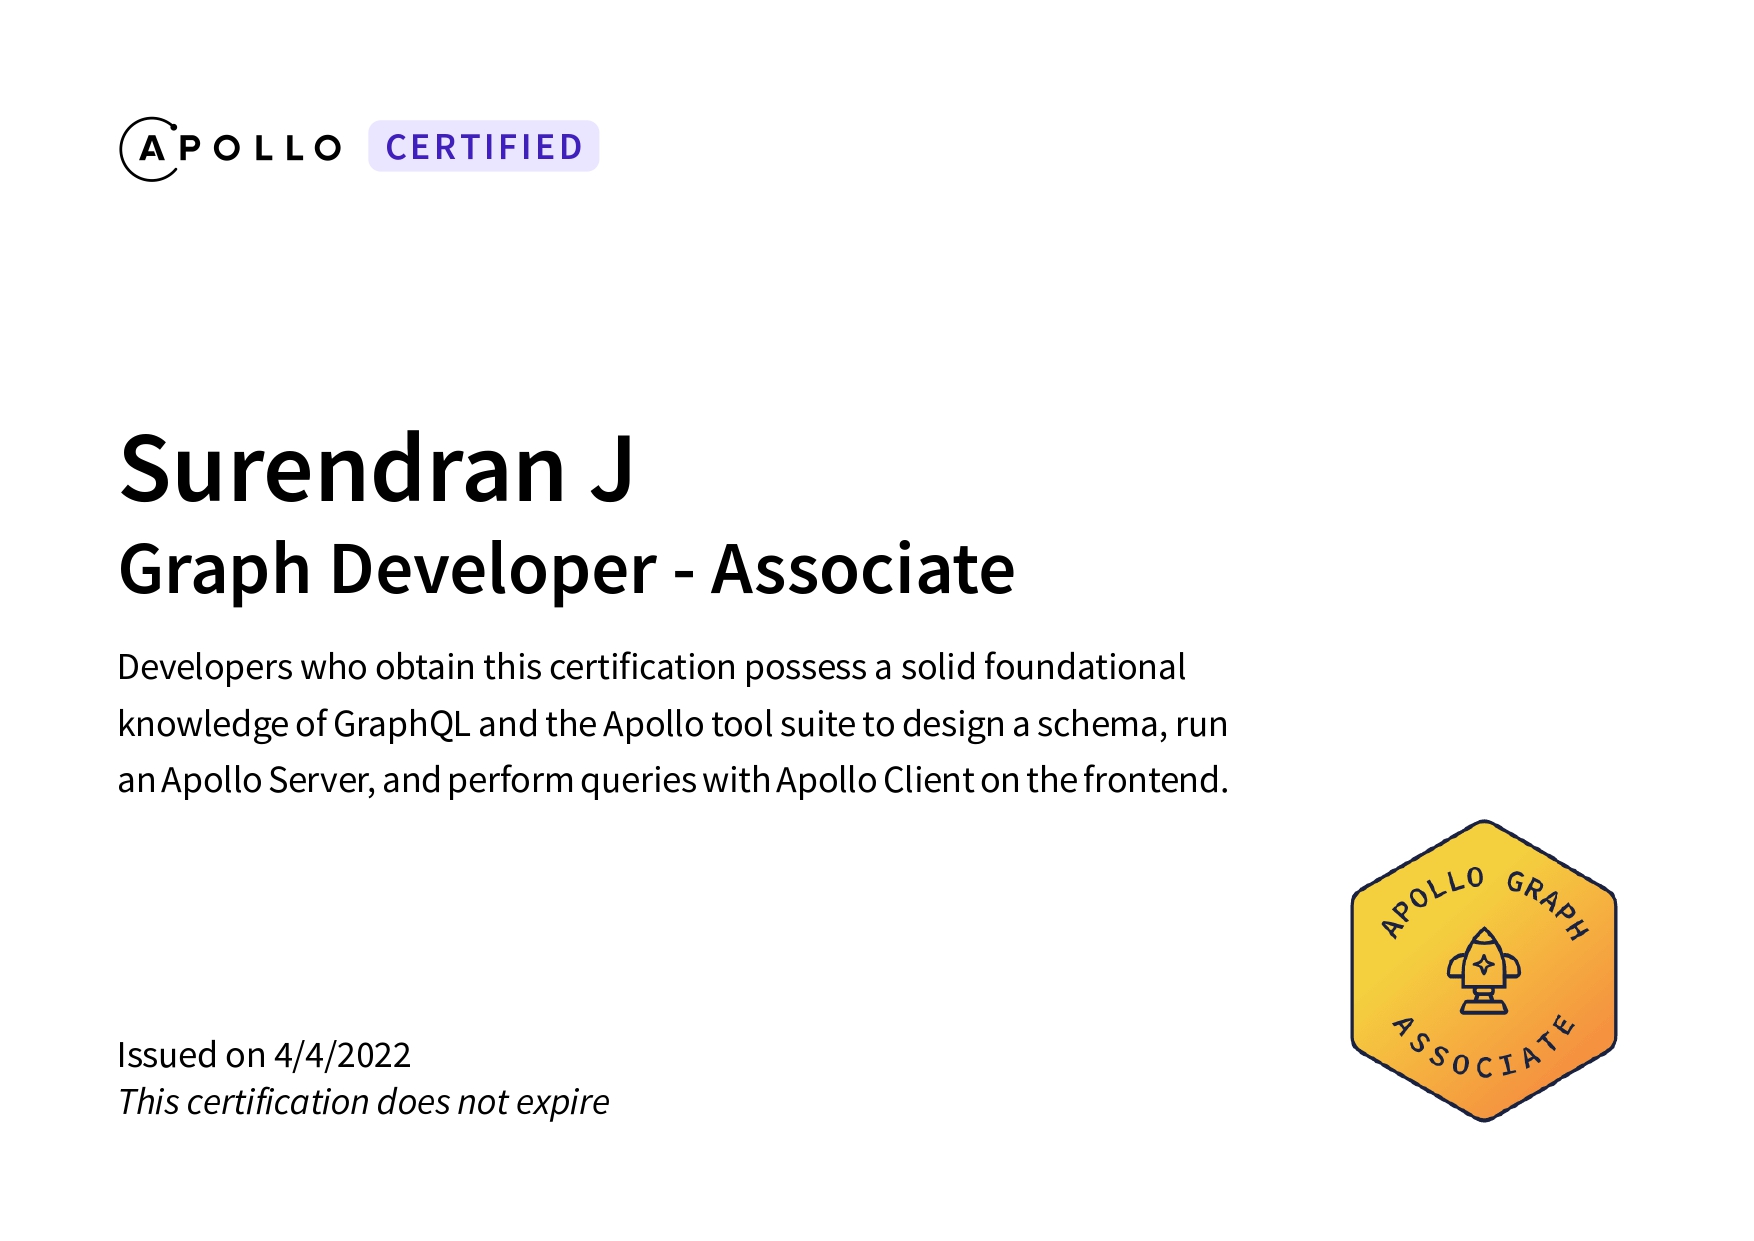 APOLLO CERTIFIED
Surendran J
Graph Developer - Associate
Developers who obtain this certification possess a solid foundational
knowledge of GraphQL and the Apollo tool suite to design a schema, run
an Apollo Server, and perform queries with Apollo Client on the frontend.
APOLLO GRAPH
ASSOCIATE
Issued on 4/4/2022
This certification does not expire